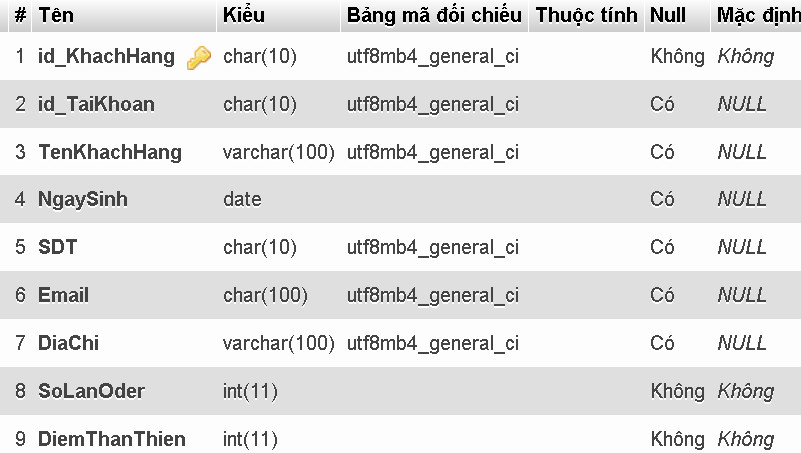 # Tên Kiểu Bảng mã đối chiếu Thuộc tính Null Mặc định
1 id_KhachHang char(10) utf8mb4_general_ci Không Không
2 id_TaiKhoan char(10) utf8mb4_general_ci Có NULL
3 TenKhachHang varchar(100) utf8mb4_general_ci Có NULL
4 NgaySinh date Có NULL
5 SDT char(10) utf8mb4_general_ci Có NULL
6 Email char(100) utf8mb4_general_ci Có NULL
7 DiaChi varchar(100) utf8mb4_general_ci Có NULL
8 SoLanOder int(11) Không Không
9 DiemThanThien int(11) Không Không